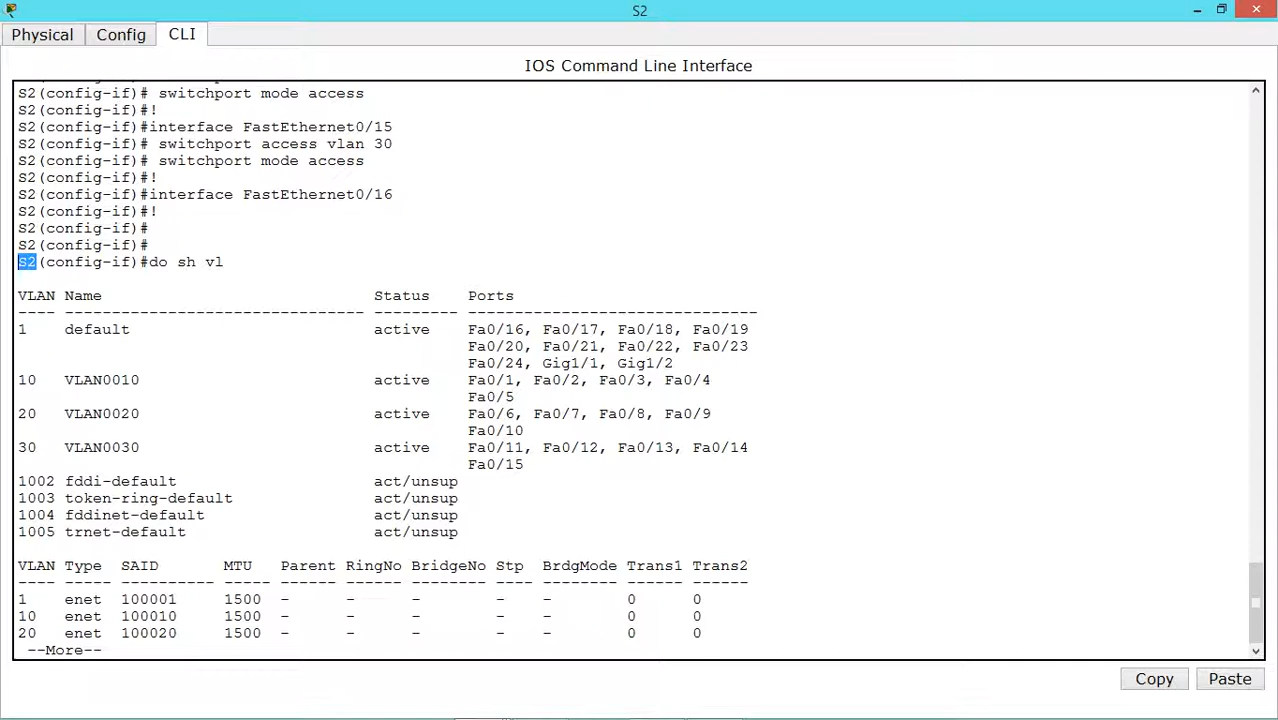 S2
Physical Config CLI
IOS Command Line Interface
S2(config-if)# switchport mode access
S2(config-if)#!
S2(config-if)#interface FastEthernet0/15
S2(config-if)# switchport access vlan 30
S2(config-if)# switchport mode access
S2(config-if)#!
S2(config-if)#interface FastEthernet0/16
S2(config-if)#!
S2(config-if)#
S2(config-if)#
S2(config-if)#do sh vl
VLAN Name                             Status    Ports
---- -------------------------------- --------- -------------------------------
1    default                          active    Fa0/16, Fa0/17, Fa0/18, Fa0/19
                                                Fa0/20, Fa0/21, Fa0/22, Fa0/23
                                                Fa0/24, Gig1/1, Gig1/2
10   VLAN0010                         active    Fa0/1, Fa0/2, Fa0/3, Fa0/4
                                                Fa0/5
20   VLAN0020                         active    Fa0/6, Fa0/7, Fa0/8, Fa0/9
                                                Fa0/10
30   VLAN0030                         active    Fa0/11, Fa0/12, Fa0/13, Fa0/14
                                                Fa0/15
1002 fddi-default                     act/unsup
1003 token-ring-default               act/unsup
1004 fddinet-default                  act/unsup
1005 trnet-default                    act/unsup
VLAN Type  SAID       MTU   Parent RingNo BridgeNo Stp  BrdgMode Trans1 Trans2
---- ----- ---------- ----- ------ ------ -------- ---- -------- ------ ------
1    enet  100001     1500  -      -      -        -    -        0      0
10   enet  100010     1500  -      -      -        -    -        0      0
20   enet  100020     1500  -      -      -        -    -        0      0
 --More--
Copy Paste